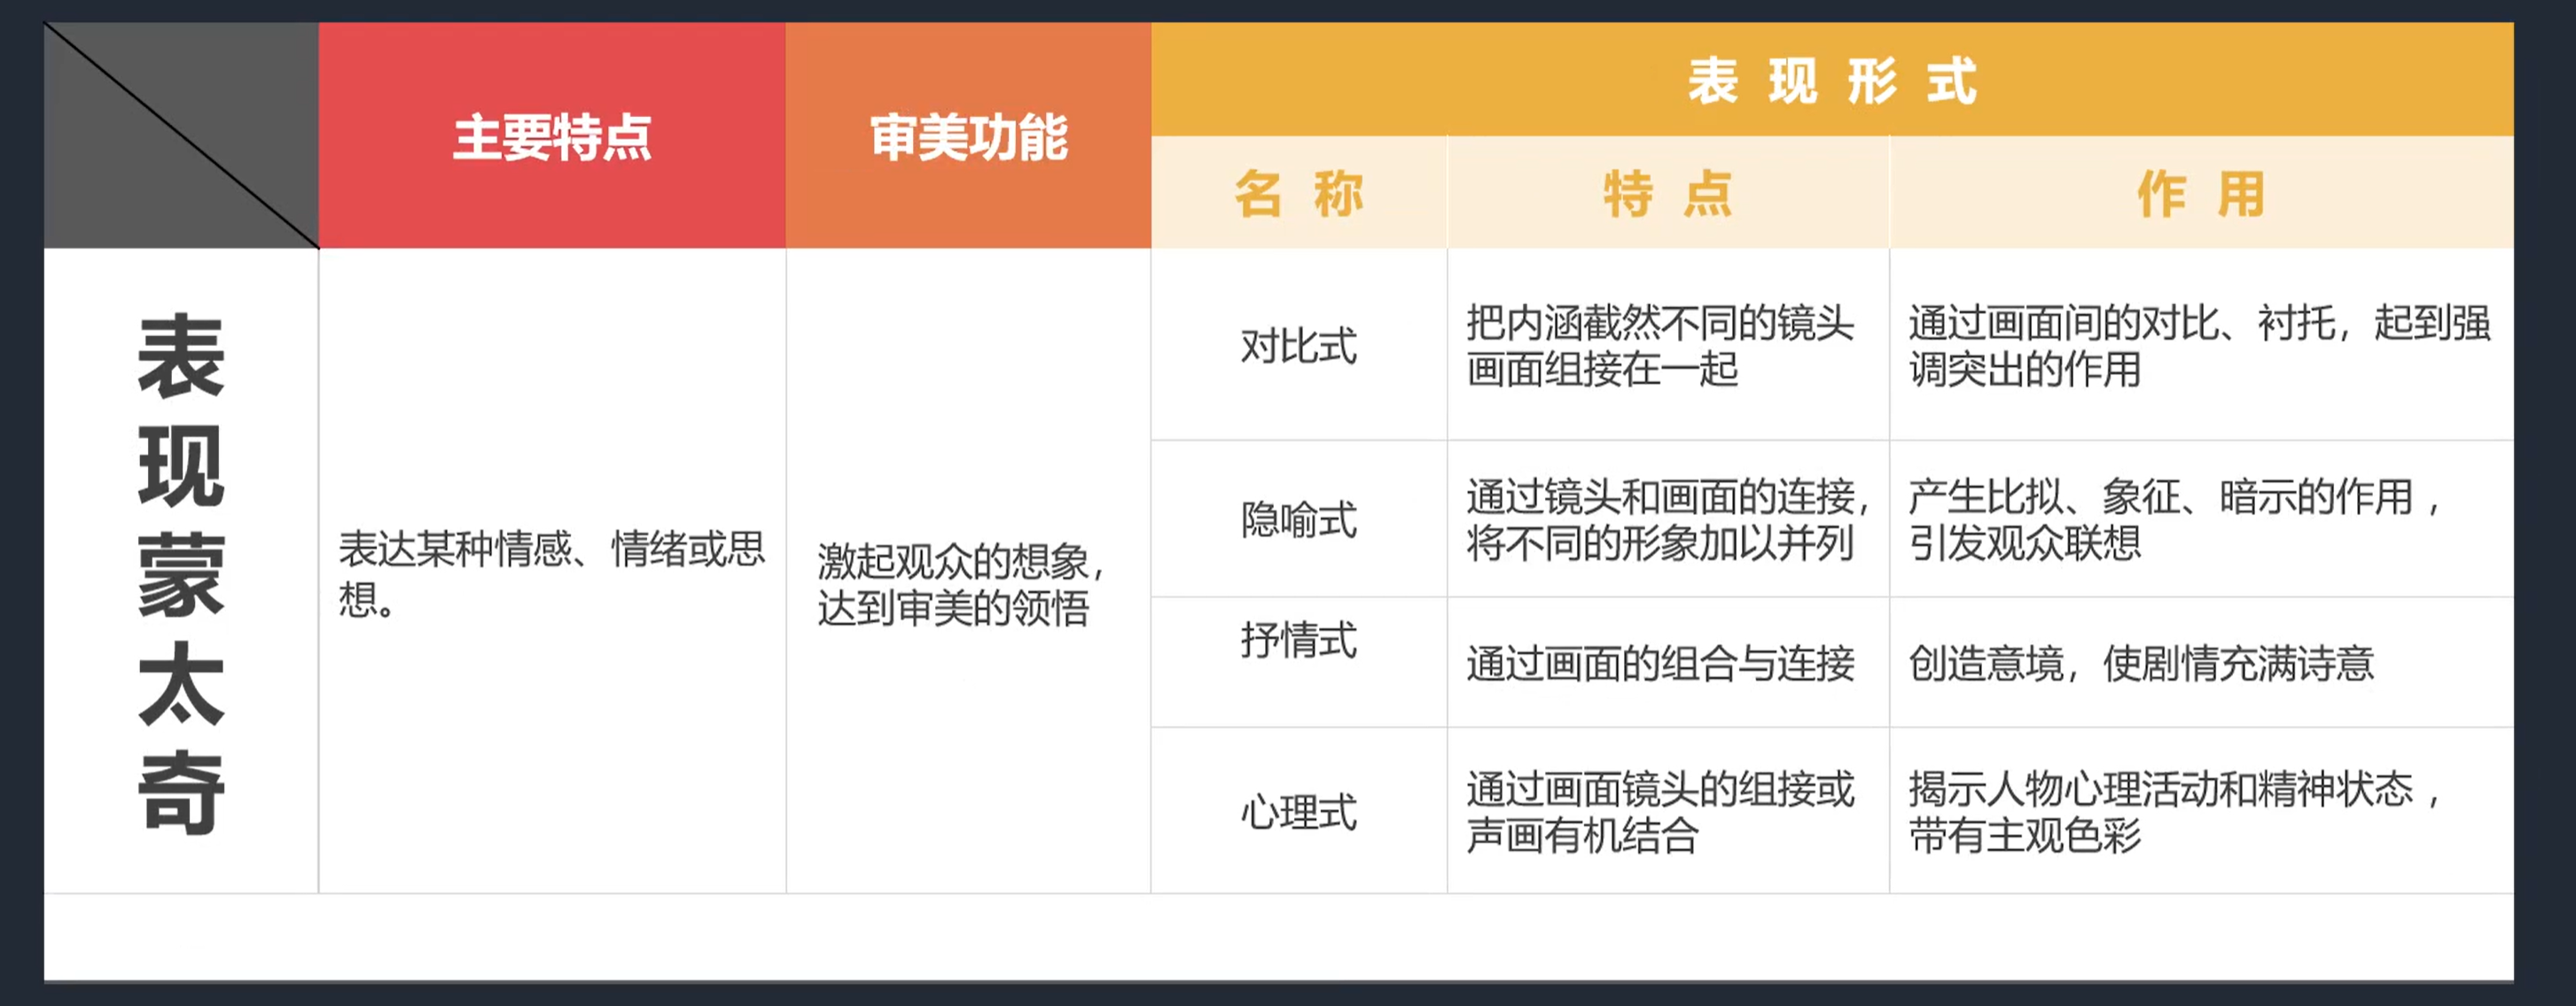 主要特点
审美功能
表现形式
名称
特点
作用
表现蒙太奇
表达某种情感、情绪或思
想。
激起观众的想象，
达到审美的领悟
对比式
把内涵截然不同的镜头
画面组接在一起
通过画面间的对比、衬托，起到强
调突出的作用
隐喻式
通过镜头和画面的连接，
将不同的形象加以并列
产生比拟、象征、暗示的作用，
引发观众联想
抒情式
通过画面的组合与连接
创造意境，使剧情充满诗意
心理式
通过画面镜头的组接或
声画有机结合
揭示人物心理活动和精神状态，
带有主观色彩